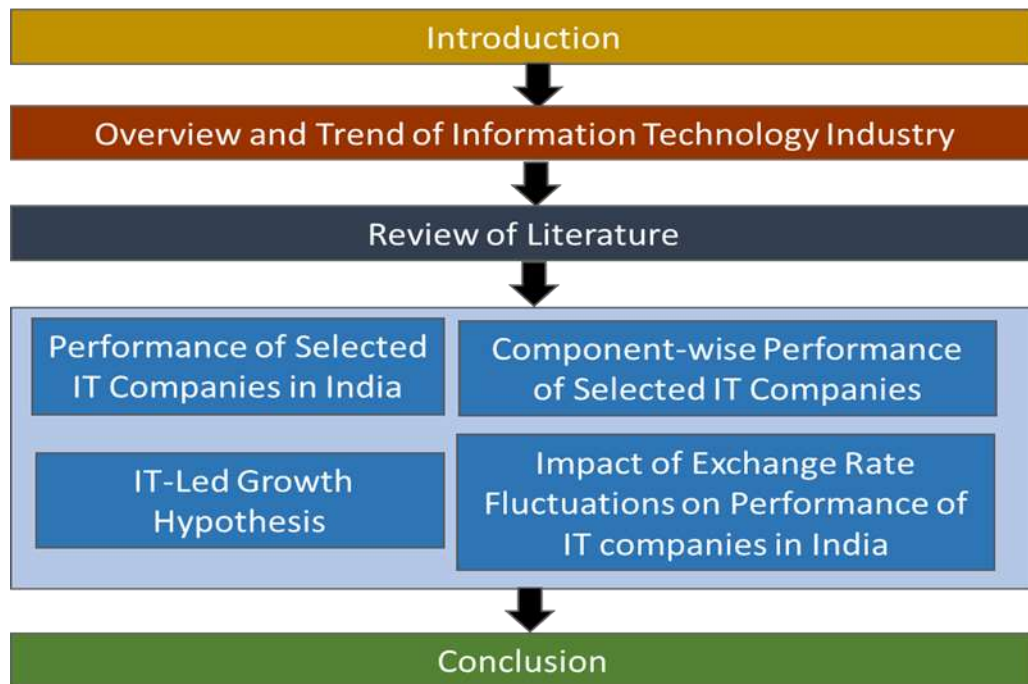 Introduction
Overview and Trend of Information Technology Industry
Review of Literature
Performance of Selected
IT Companies in India
Component-wise Performance
of Selected IT Companies
IT-Led Growth
Hypothesis
Impact of Exchange Rate
Fluctuations on Performance of
IT companies in India
Conclusion